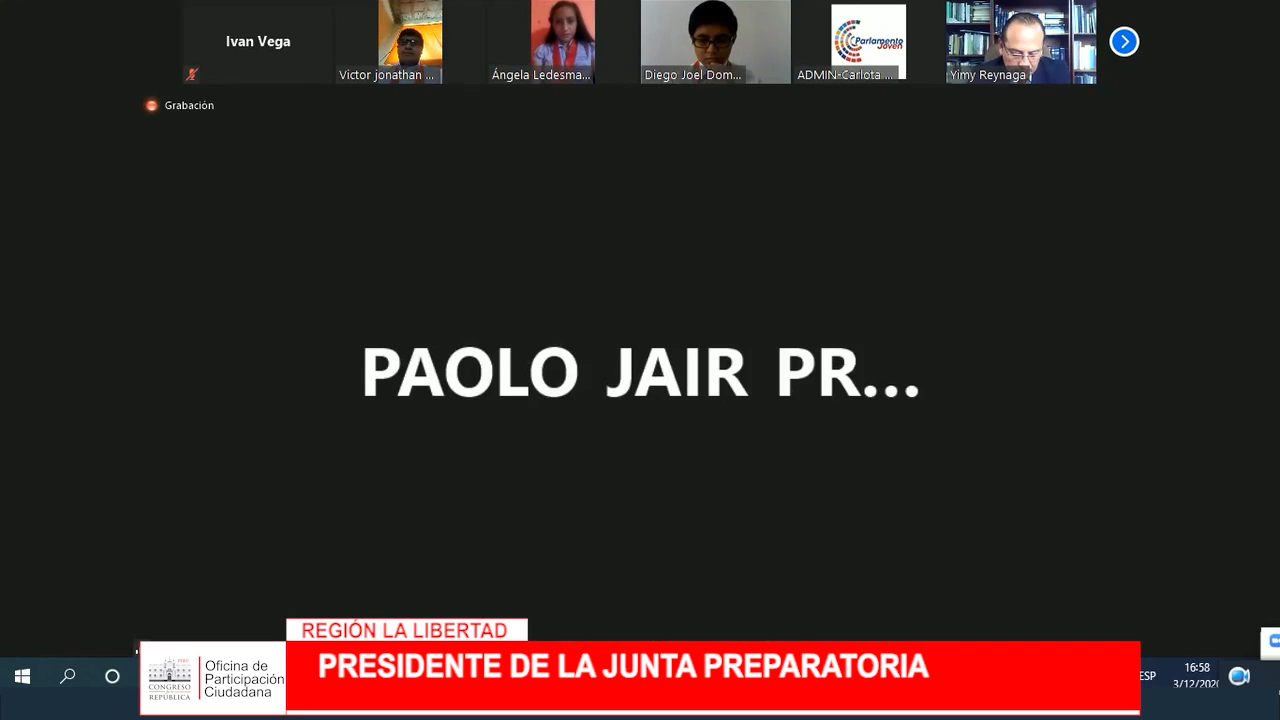 Ivan Vega
Victor jonathan ...
Ángela Ledesma...
Diego Joel Dom...
Parlamento
Joven
ADMIN-Carlota ...
Yimy Reynaga
Grabación
PAOLO JAIR PR...
REGIÓN LA LIBERTAD
PRESIDENTE DE LA JUNTA PREPARATORIA
PERÚ
CONGRESO
REPÚBLICA
Oficina de
Participación
Ciudadana
ESP
16:58
3/12/2020